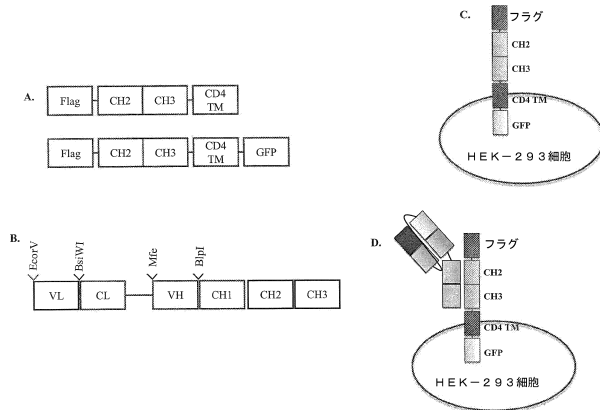 A.
Flag CH2 CH3 CD4 TM
Flag CH2 CH3 CD4 TM GFP
B.
EcorV BsiWI Mfe BlpI
VL CL VH CH1 CH2 CH3
C.
フラグ
CH2
CH3
CD4 TM
GFP
HEK-293細胞
D.
フラグ
CH2
CH3
CD4 TM
GFP
HEK-293細胞